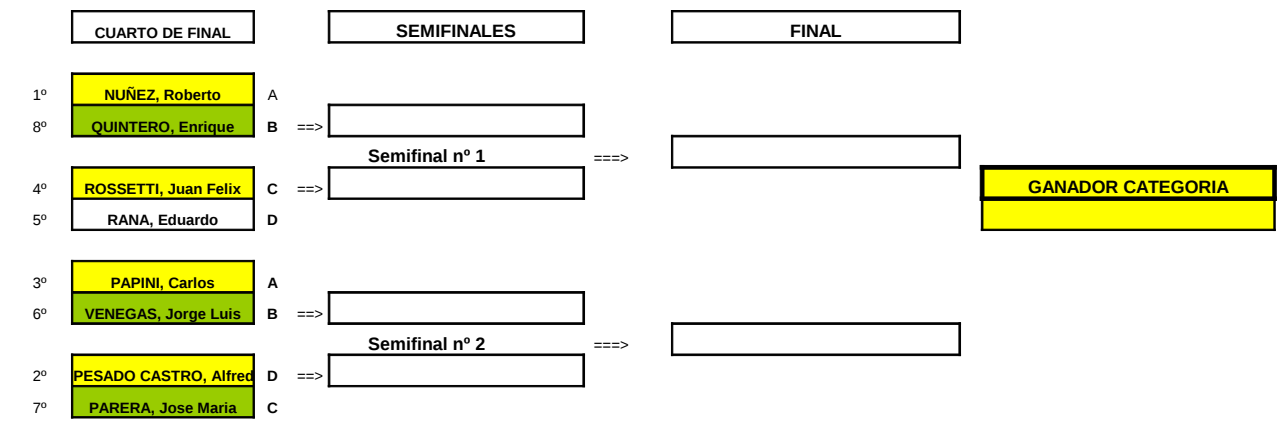 CUARTO DE FINAL SEMIFINALES FINAL
1º NUÑEZ, Roberto A
8º QUINTERO, Enrique B ==>
Semifinal nº 1 ===>
4º ROSSETTI, Juan Felix C ==> GANADOR CATEGORIA
5º RANA, Eduardo D
3º PAPINI, Carlos A
6º VENEGAS, Jorge Luis B ==>
Semifinal nº 2 ===>
2º PESADO CASTRO, Alfred D ==>
7º PARERA, Jose Maria C